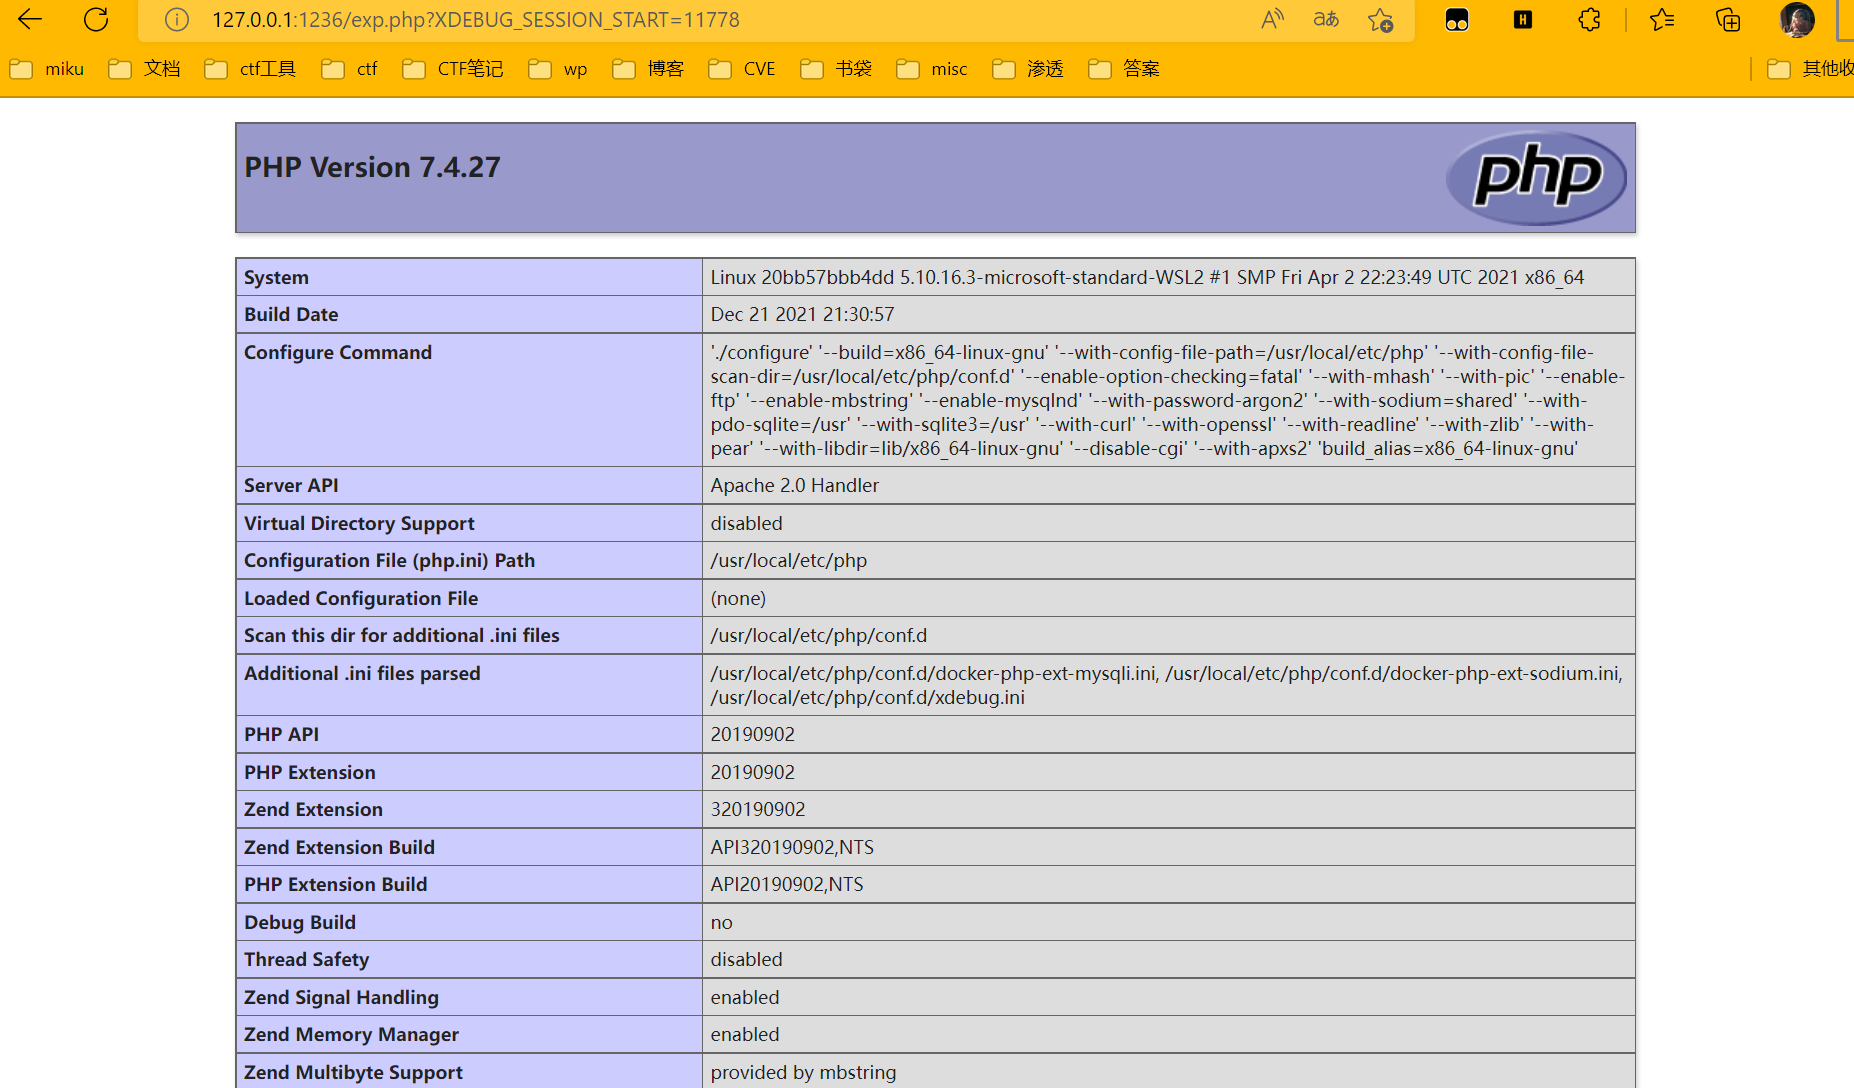 127.0.0.1:1236/exp.php?XDEBUG_SESSION_START=11778
miku 文档 ctf工具 ctf CTF笔记 wp 博客 CVE 书袋 misc 渗透 答案 其他收
PHP Version 7.4.27
php
System Linux 20bb57bbb4dd 5.10.16.3-microsoft-standard-WSL2 #1 SMP Fri Apr 2 22:23:49 UTC 2021 x86_64
Build Date Dec 21 2021 21:30:57
Configure Command './configure' '--build=x86_64-linux-gnu' '--with-config-file-path=/usr/local/etc/php' '--with-config-file-
scan-dir=/usr/local/etc/php/conf.d' '--enable-option-checking=fatal' '--with-mhash' '--with-pic' '--enable-
ftp' '--enable-mbstring' '--enable-mysqlnd' '--with-password-argon2' '--with-sodium=shared' '--with-
pdo-sqlite=/usr' '--with-sqlite3=/usr' '--with-curl' '--with-openssl' '--with-readline' '--with-zlib' '--with-
pear' '--with-libdir=lib/x86_64-linux-gnu' '--disable-cgi' '--with-apxs2' 'build_alias=x86_64-linux-gnu'
Server API Apache 2.0 Handler
Virtual Directory Support disabled
Configuration File (php.ini) Path /usr/local/etc/php
Loaded Configuration File (none)
Scan this dir for additional .ini files /usr/local/etc/php/conf.d
Additional .ini files parsed /usr/local/etc/php/conf.d/docker-php-ext-mysqli.ini, /usr/local/etc/php/conf.d/docker-php-ext-sodium.ini,
/usr/local/etc/php/conf.d/xdebug.ini
PHP API 20190902
PHP Extension 20190902
Zend Extension 320190902
Zend Extension Build API320190902,NTS
PHP Extension Build API20190902,NTS
Debug Build no
Thread Safety disabled
Zend Signal Handling enabled
Zend Memory Manager enabled
Zend Multibyte Support provided by mbstring